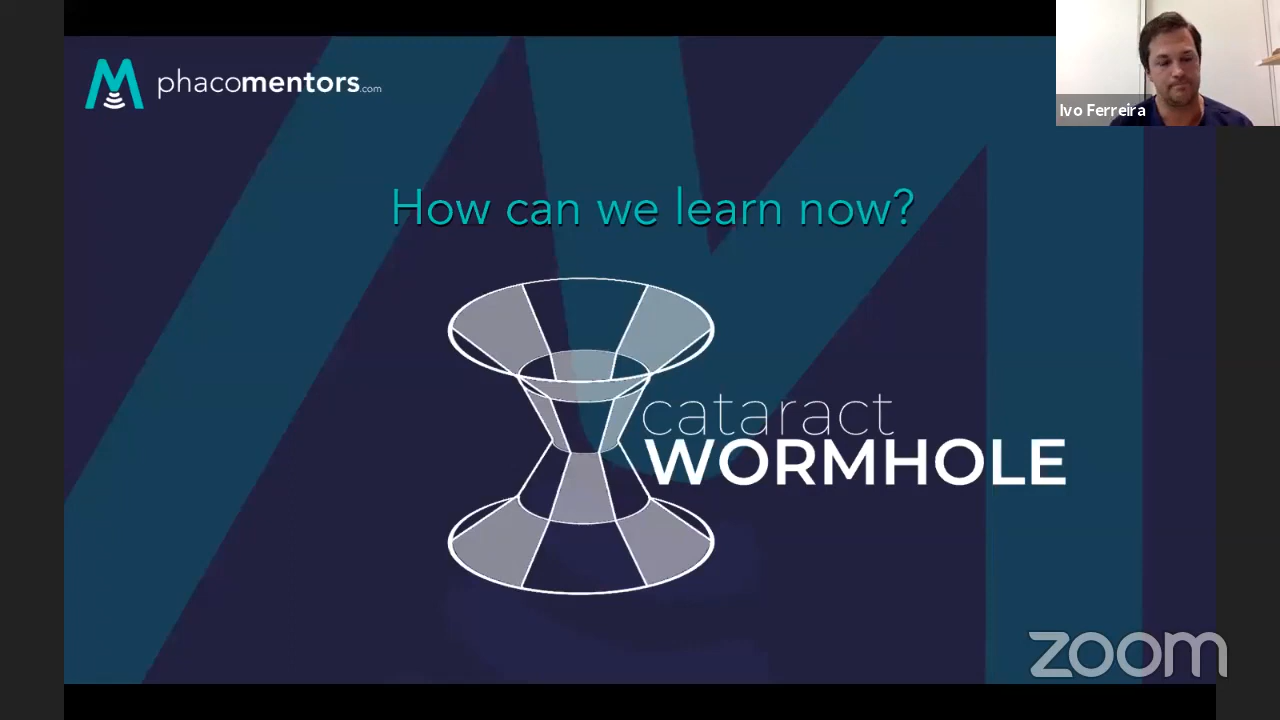 phacomentors.com
Ivo Ferreira
How can we learn now?
cataract
WORMHOLE
zoom